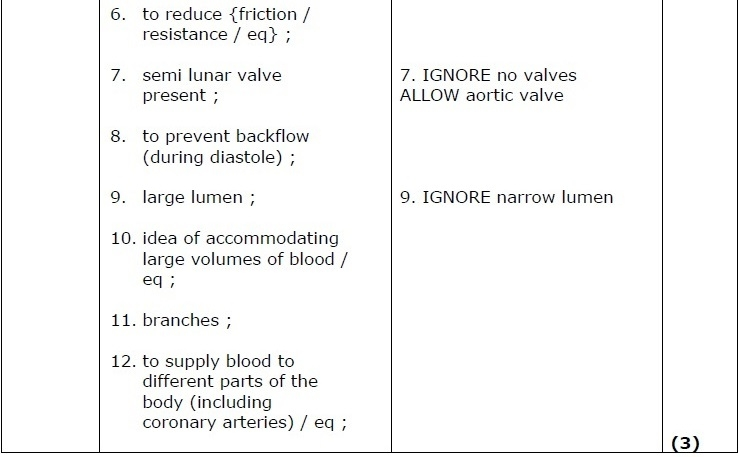 6. to reduce {friction /
resistance / eq} ;
7. semi lunar valve
present ;
7. IGNORE no valves
ALLOW aortic valve
8. to prevent backflow
(during diastole) ;
9. large lumen ;
9. IGNORE narrow lumen
10. idea of accommodating
large volumes of blood /
eq ;
11. branches ;
12. to supply blood to
different parts of the
body (including
coronary arteries) / eq ;
(3)